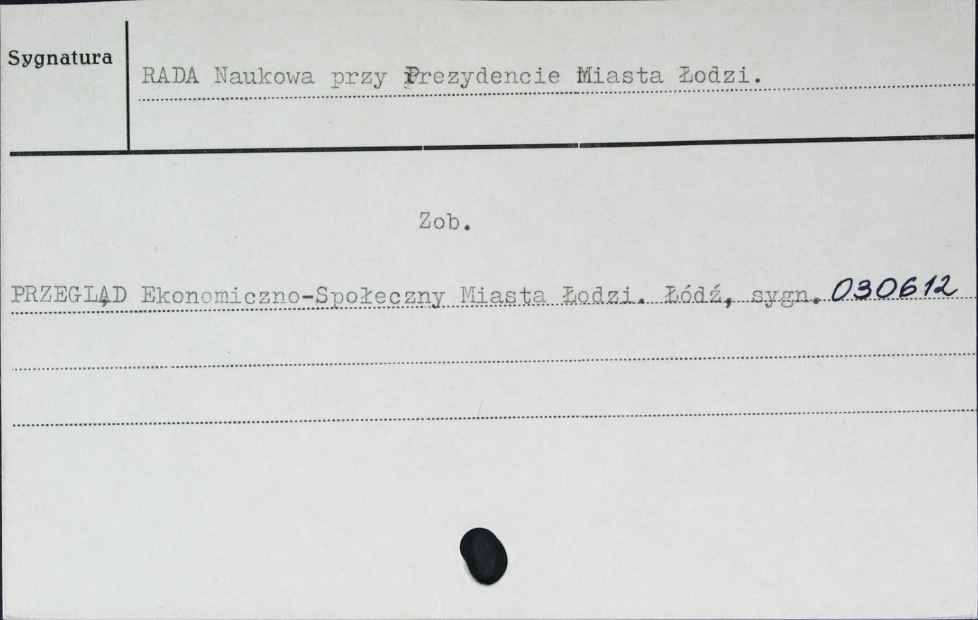 Sygnatura
RADA Naukowa przy Prezydencie Miasta Łodzi.
Zob.
PRZEGLĄD Ekonomiczno-Społeczny Miasta Łodzi. Łódź, sygn. 030612